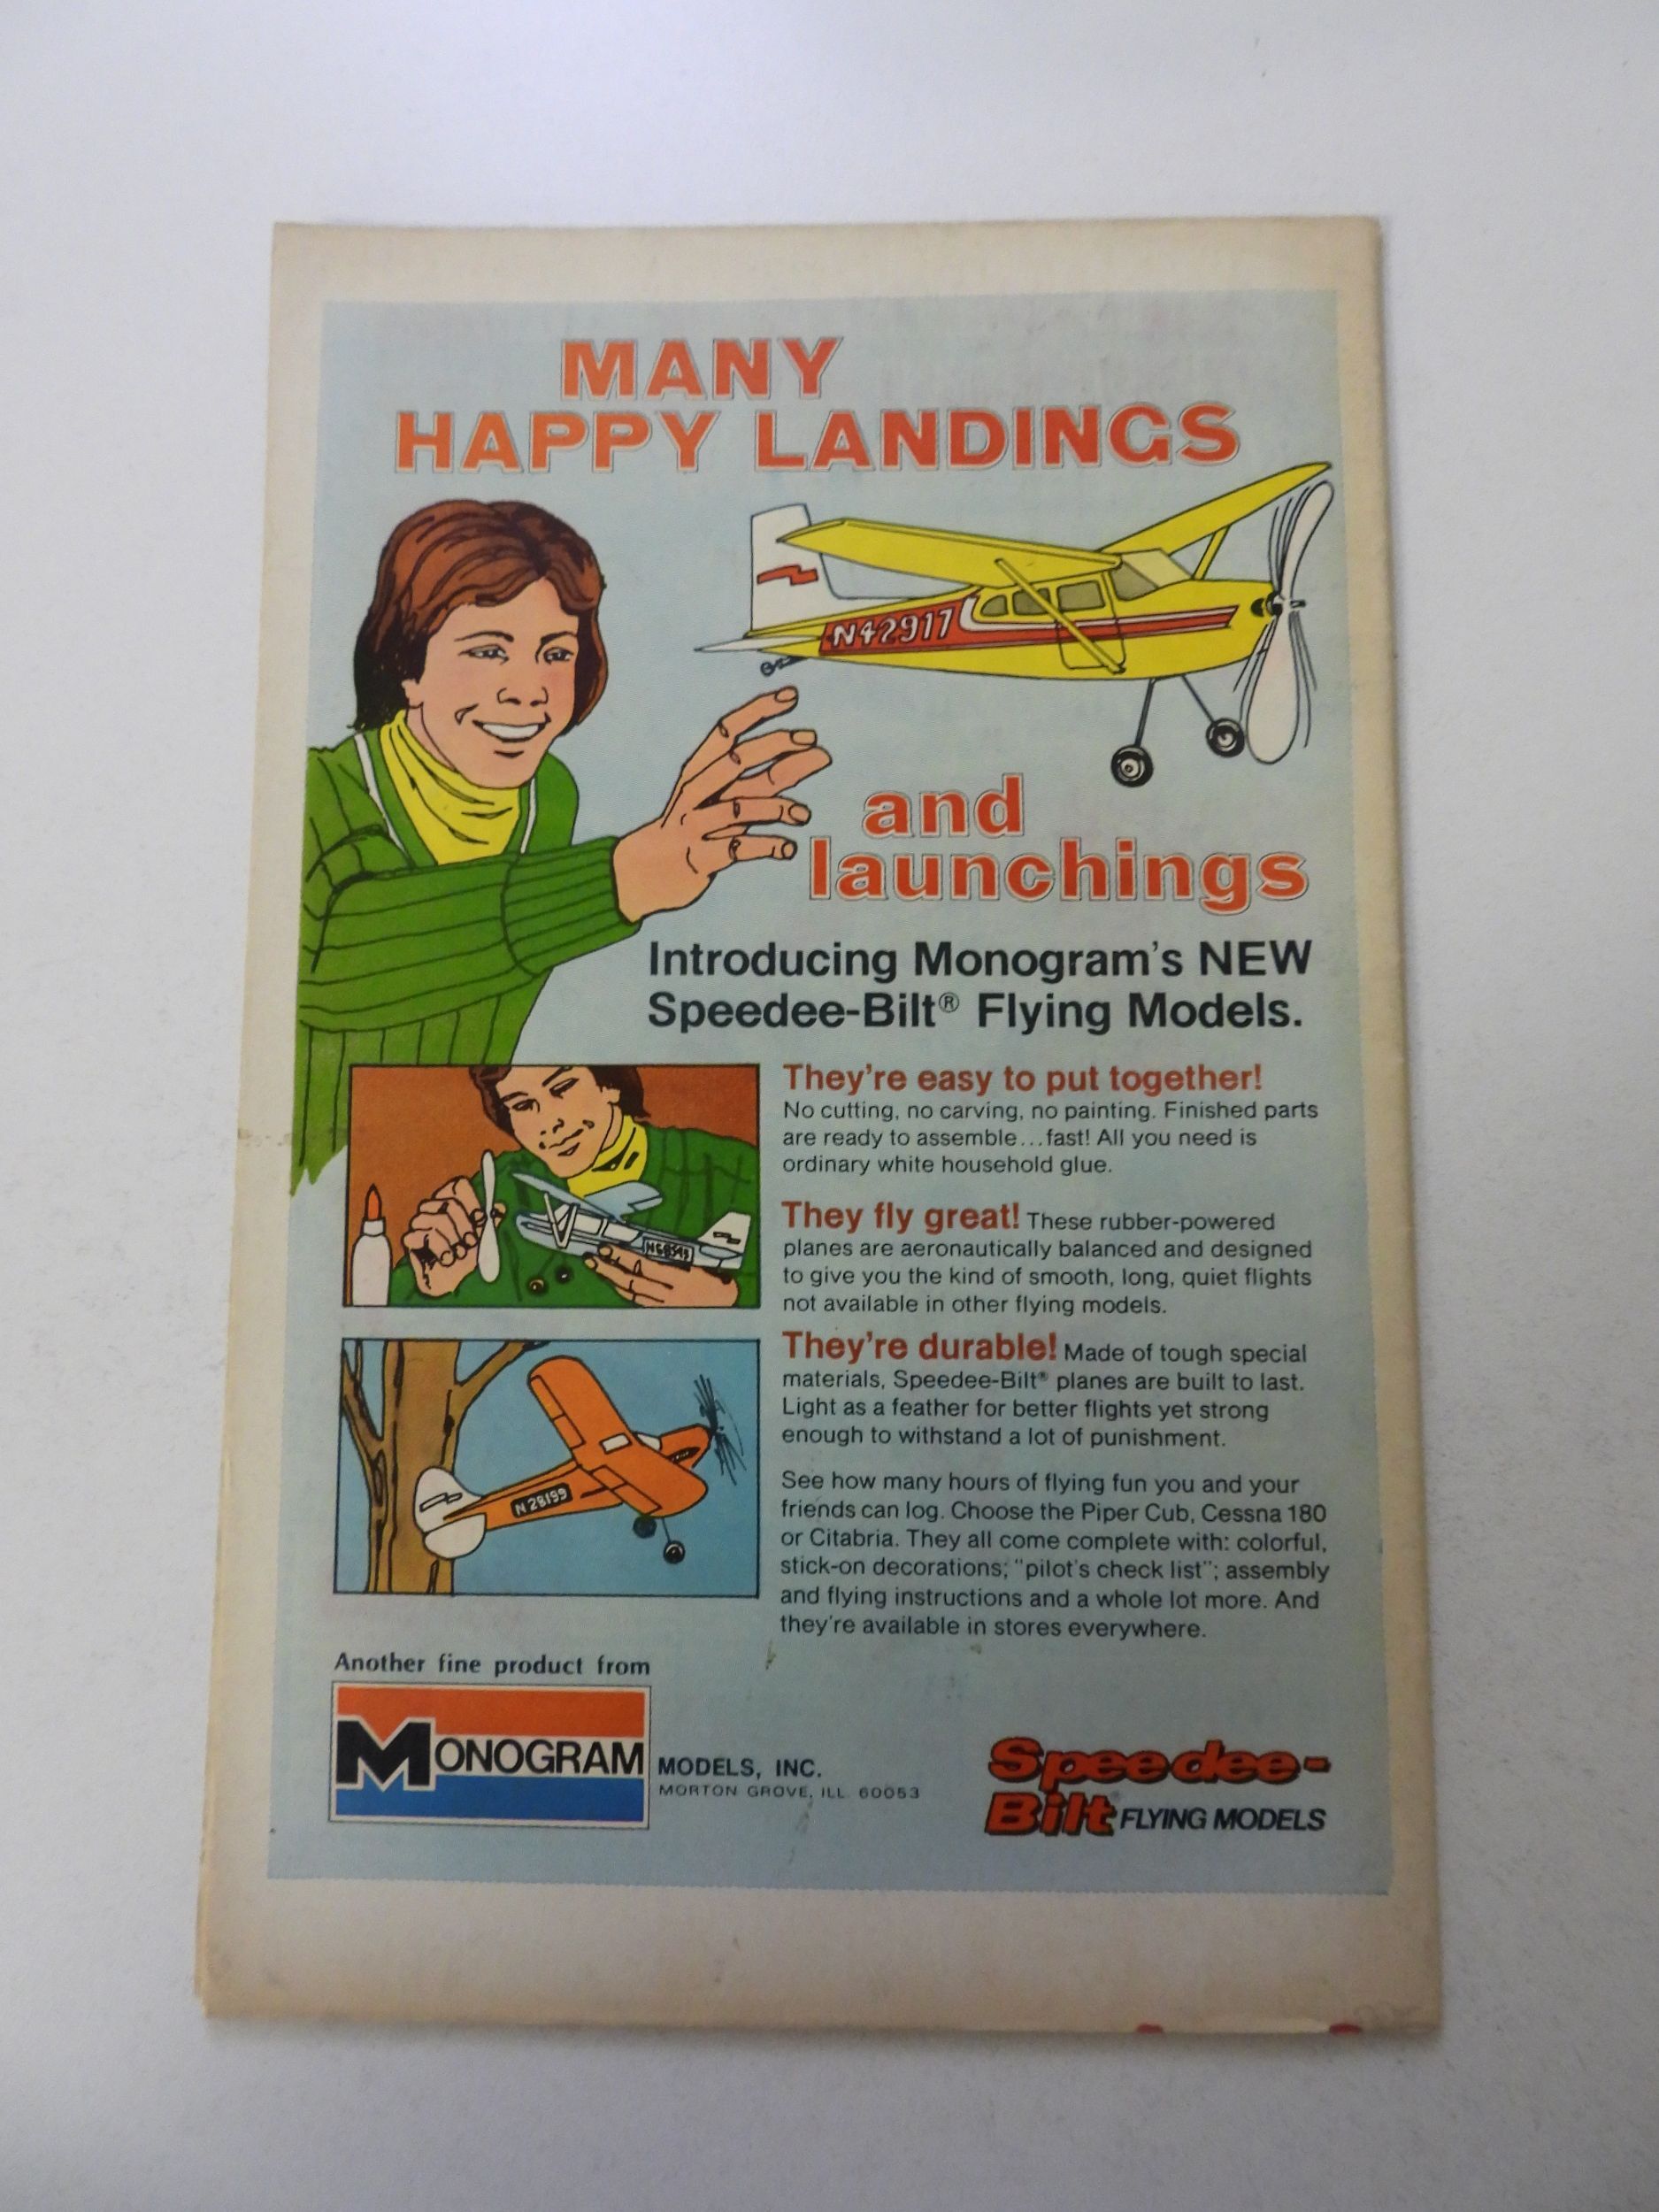 MANY
HAPPY LANDINGS
N42917
and
launchings
Introducing Monogram's NEW
Speedee-Bilt® Flying Models.
They're easy to put together!
No cutting, no carving, no painting. Finished parts
are ready to assemble...fast! All you need is
ordinary white household glue.
They fly great! These rubber-powered
planes are aeronautically balanced and designed
to give you the kind of smooth, long, quiet flights
not available in other flying models.
They're durable! Made of tough special
materials, Speedee-Bilt® planes are built to last.
Light as a feather for better flights yet strong
enough to withstand a lot of punishment.
N 28199
See how many hours of flying fun you and your
friends can log. Choose the Piper Cub, Cessna 180
or Citabria. They all come complete with: colorful,
stick-on decorations; "pilot's check list"; assembly
and flying instructions and a whole lot more. And
they're available in stores everywhere.
Another fine product from
MONOGRAM MODELS, INC.
MORTON GROVE, ILL. 60053
Speedee-
Bilt FLYING MODELS